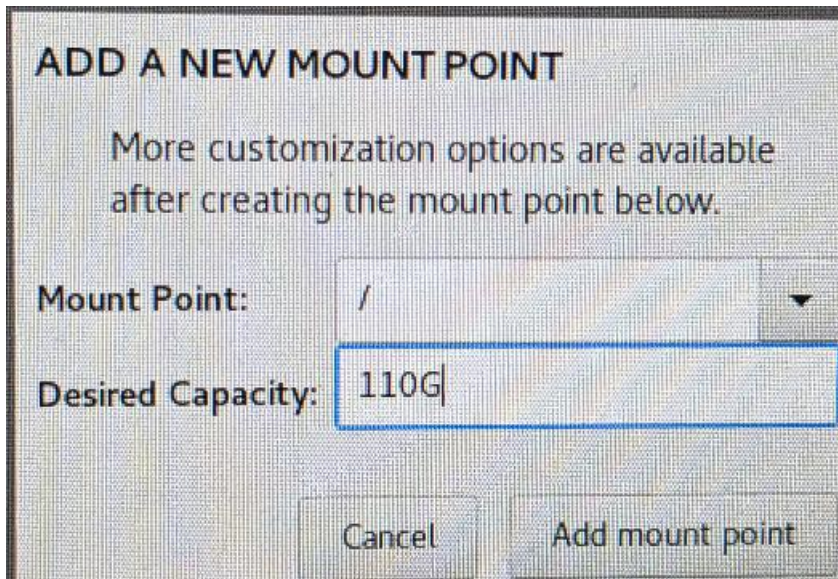 ADD A NEW MOUNT POINT
More customization options are available
after creating the mount point below.
Mount Point: /
Desired Capacity: 110G
Cancel Add mount point